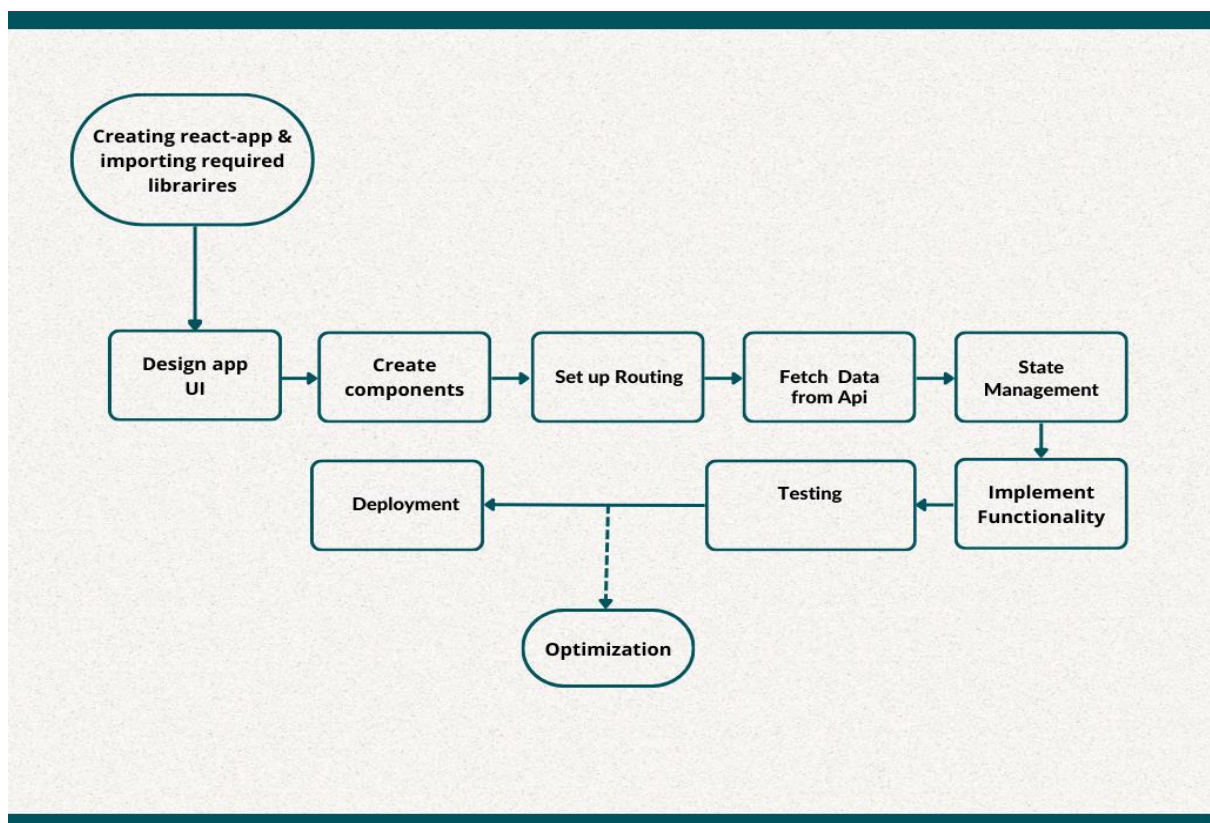 Creating react-app &
importing required
librarires
Design app
UI
Create
components
Set up Routing
Fetch Data
from Api
State
Management
Implement
Functionality
Testing
Deployment
Optimization